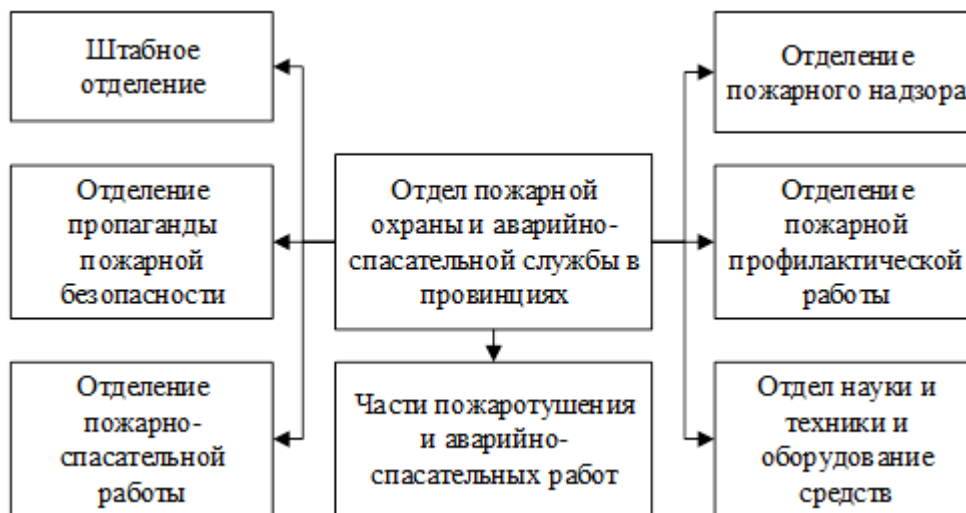 Штабное
отделение
Отделение
пропаганды
пожарной
безопасности
Отделение
пожарно-
спасательной
работы
Отдел пожарной
охраны и аварийно-
спасательной службы в
провинциях
Части пожаротушения
и аварийно-
спасательных работ
Отделение
пожарного надзора
Отделение
пожарной
профилактической
работы
Отдел науки и
техники и
оборудование
средств